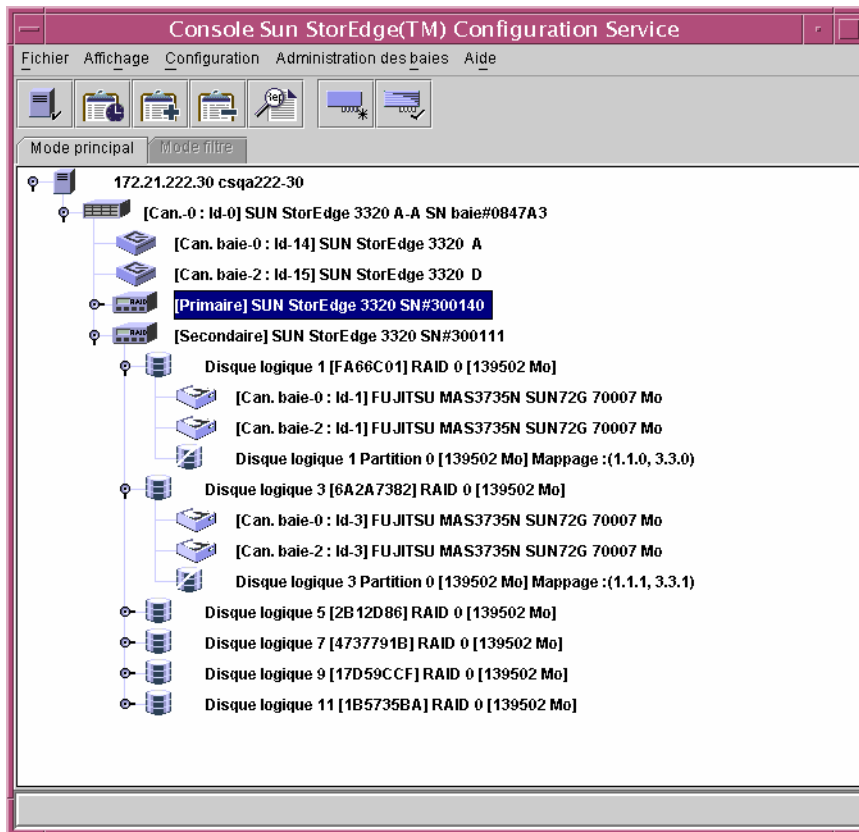 Console Sun StorEdge(TM) Configuration Service
Fichier Affichage Configuration Administration des baies Aide
Rep
Mode principal Mode filtre
172.21.222.30 csqa222-30
[Can.-0 : Id-0] SUN StorEdge 3320 A-A SN baie#0847A3
[Can. baie-0 : Id-14] SUN StorEdge 3320 A
[Can. baie-2 : Id-15] SUN StorEdge 3320 D
RAID [Primaire] SUN StorEdge 3320 SN#300140
RAID [Secondaire] SUN StorEdge 3320 SN#300111
Disque logique 1 [FA66C01] RAID 0 [139502 Mo]
[Can. baie-0 : Id-1] FUJITSU MAS3735N SUN72G 70007 Mo
[Can. baie-2 : Id-1] FUJITSU MAS3735N SUN72G 70007 Mo
Disque logique 1 Partition 0 [139502 Mo] Mappage :(1.1.0, 3.3.0)
Disque logique 3 [6A2A7382] RAID 0 [139502 Mo]
[Can. baie-0 : Id-3] FUJITSU MAS3735N SUN72G 70007 Mo
[Can. baie-2 : Id-3] FUJITSU MAS3735N SUN72G 70007 Mo
Disque logique 3 Partition 0 [139502 Mo] Mappage :(1.1.1, 3.3.1)
Disque logique 5 [2B12D86] RAID 0 [139502 Mo]
Disque logique 7 [4737791B] RAID 0 [139502 Mo]
Disque logique 9 [17D59CCF] RAID 0 [139502 Mo]
Disque logique 11 [1B5735BA] RAID 0 [139502 Mo]